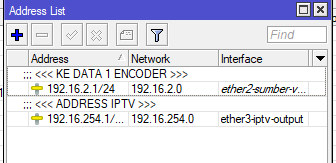 Address List
Find
Address Network Interface
;;; <<< KE DATA 1 ENCODER >>>
192.16.2.1/24 192.16.2.0 ether2-sumber-v...
;;; <<< ADDRESS IPTV >>>
192.16.254.1/... 192.16.254.0 ether3-iptv-output